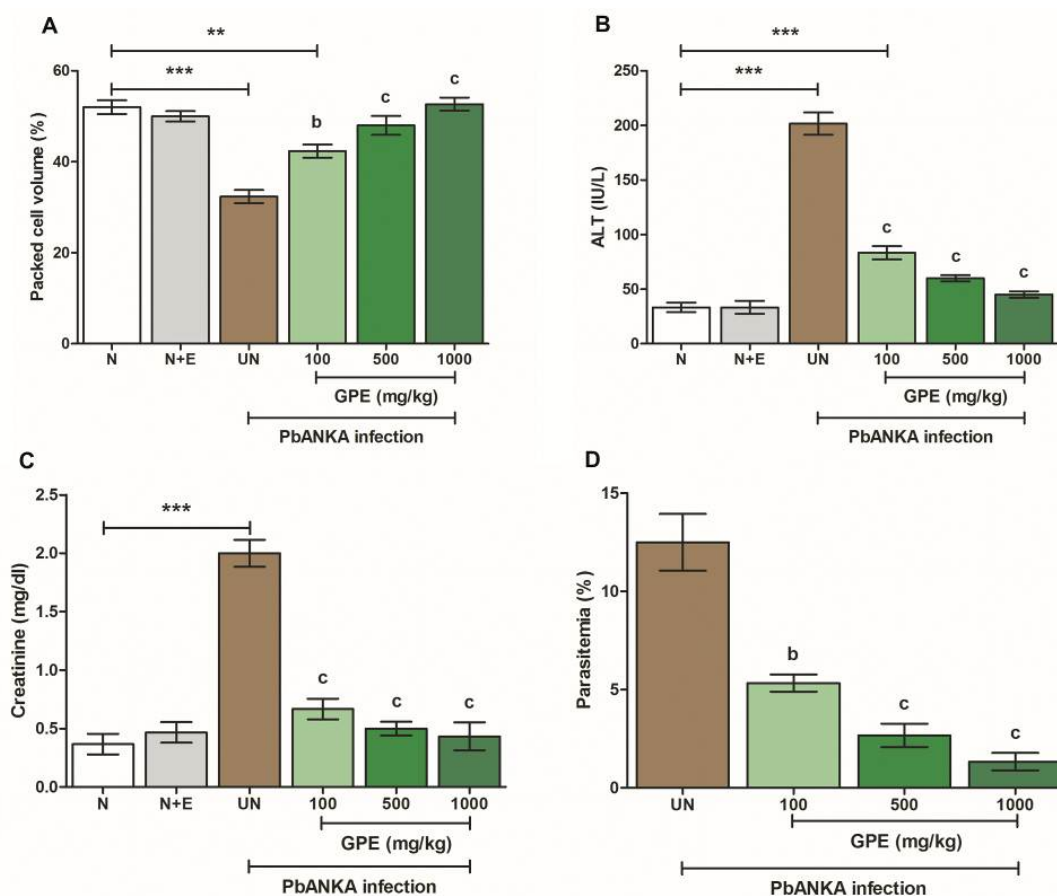 A
**
***
Packed cell volume (%)
60
40
20
0
b
c
c
N
N+E
UN
100
500
1000
GPE (mg/kg)
PbANKA infection
B
***
***
ALT (IU/L)
250
200
150
100
50
0
c
c
c
N
N+E
UN
100
500
1000
GPE (mg/kg)
PbANKA infection
C
***
Creatinine (mg/dl)
2.5
2.0
1.5
1.0
0.5
0.0
c
c
c
N
N+E
UN
100
500
1000
GPE (mg/kg)
PbANKA infection
D
Parasitemia (%)
15
10
5
0
b
c
c
UN
100
500
1000
GPE (mg/kg)
PbANKA infection